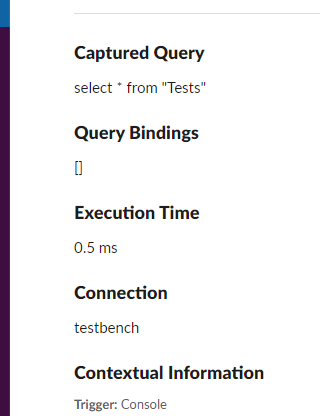 Captured Query
select * from "Tests"
Query Bindings
[]
Execution Time
0.5 ms
Connection
testbench
Contextual Information
Trigger: Console